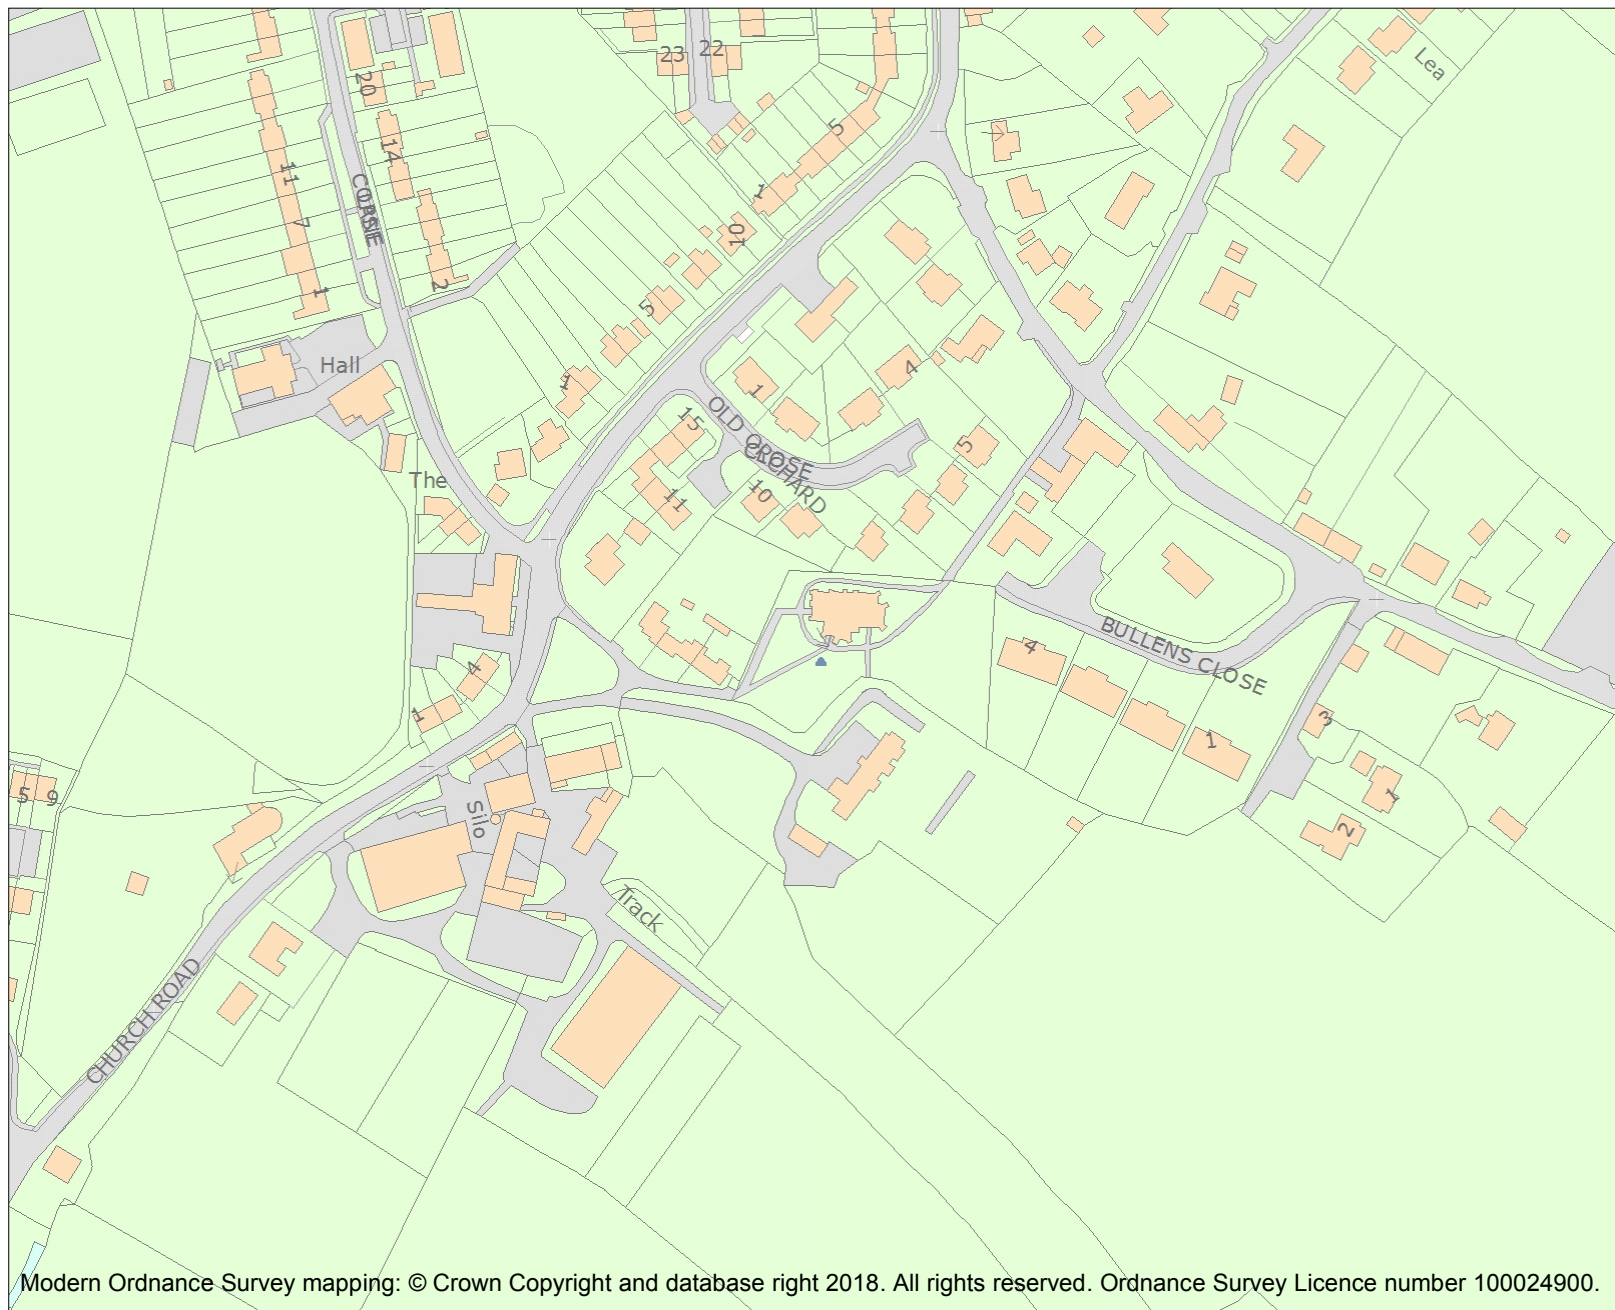 23
22
Lea
20
5
14
11
1
7
10
2
1
5
Hall
1
4
1
OLD
CLOSE
ORCHARD
15
5
The
10
11
BULLENS CLOSE
4
4
1
3
1
5
9
1
2
Silo
Track
CHURCH ROAD
Modern Ordnance Survey mapping: © Crown Copyright and database right 2018. All rights reserved. Ordnance Survey Licence number 100024900.